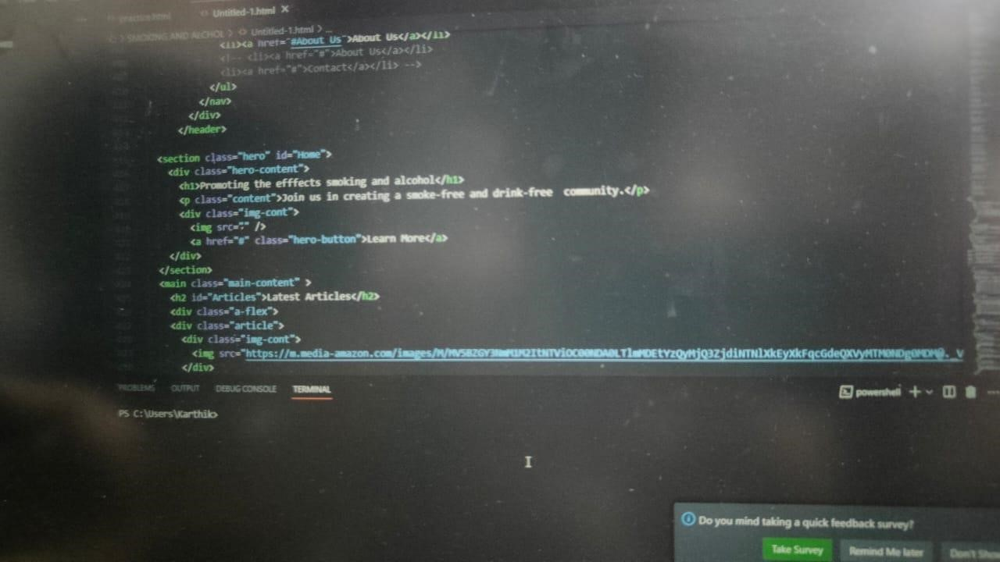 practice.html
Untitled-1.html ×
SMOKING AND ALCHOL > Untitled-1.html > ...
<li><a href="#About Us">About Us</a></li>
<!-- <li><a href="#">About Us</a></li>
<li><a href="#">Contact</a></li> -->
</ul>
</nav>
</div>
</header>
<section class="hero" id="Home">
<div class="hero-content">
<h1>Promoting the efffects smoking and alcohol</h1>
<p class="content">Join us in creating a smoke-free and drink-free  community.</p>
<div class="img-cont">
<img src="" />
<a href="#" class="hero-button">Learn More</a>
</div>
</section>
<main class="main-content" >
<h2 id="Articles">Latest Articles</h2>
<div class="a-flex">
<div class="article">
<div class="img-cont">
<img src="https://m.media-amazon.com/images/M/
</div>
PROBLEMS OUTPUT DEBUG CONSOLE TERMINAL
powershell
PS C:\Users\Karthik>
Do you mind taking a quick feedback survey?
Take Survey Remind Me later Don't Show